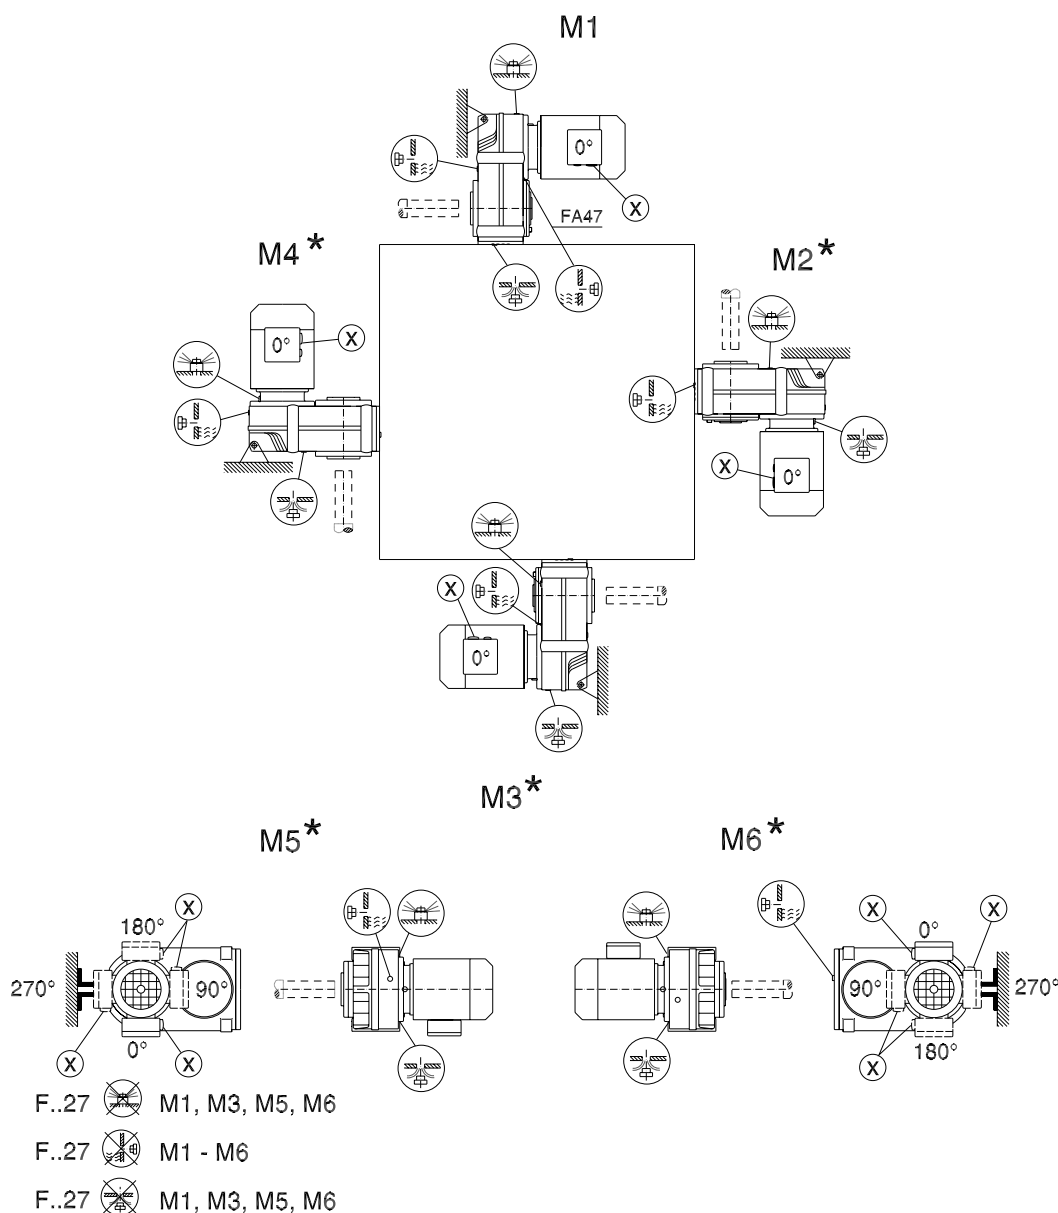 M1
0°
X
FA47
M4*
M2*
0°
X
X
0°
X
0°
M3*
M5*
M6*
X
180°
270°
90°
0°
X
X
X
X
0°
90°
270°
180°
X
F..27 M1, M3, M5, M6
F..27 M1 - M6
F..27 M1, M3, M5, M6